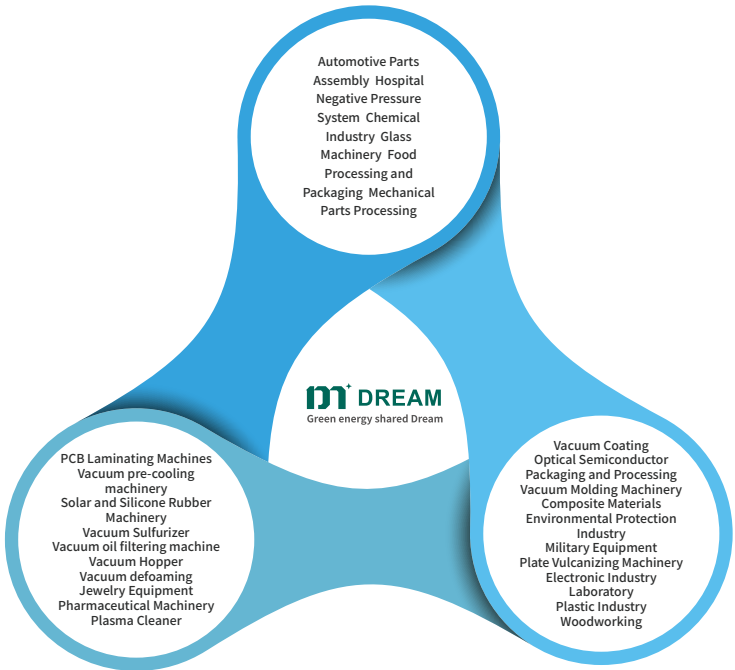 Automotive Parts
Assembly Hospital
Negative Pressure
System Chemical
Industry Glass
Machinery Food
Processing and
Packaging Mechanical
Parts Processing
m DREAM
Green energy shared Dream
PCB Laminating Machines
Vacuum pre-cooling
machinery
Solar and Silicone Rubber
Machinery
Vacuum Sulfurizer
Vacuum oil filtering machine
Vacuum Hopper
Vacuum defoaming
Jewelry Equipment
Pharmaceutical Machinery
Plasma Cleaner
Vacuum Coating
Optical Semiconductor
Packaging and Processing
Vacuum Molding Machinery
Composite Materials
Environmental Protection
Industry
Military Equipment
Plate Vulcanizing Machinery
Electronic Industry
Laboratory
Plastic Industry
Woodworking